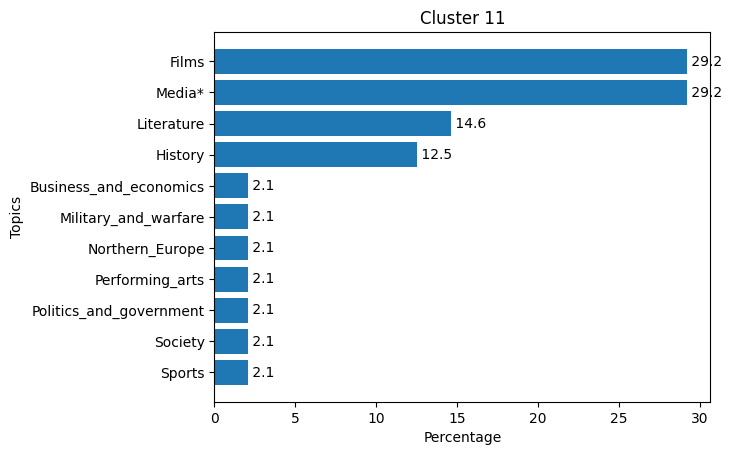 Cluster 11
Films 29.2
Media* 29.2
Literature 14.6
History 12.5
Business_and_economics 2.1
Military_and_warfare 2.1
Northern_Europe 2.1
Performing_arts 2.1
Politics_and_government 2.1
Society 2.1
Sports 2.1
Topics
0 5 10 15 20 25 30
Percentage